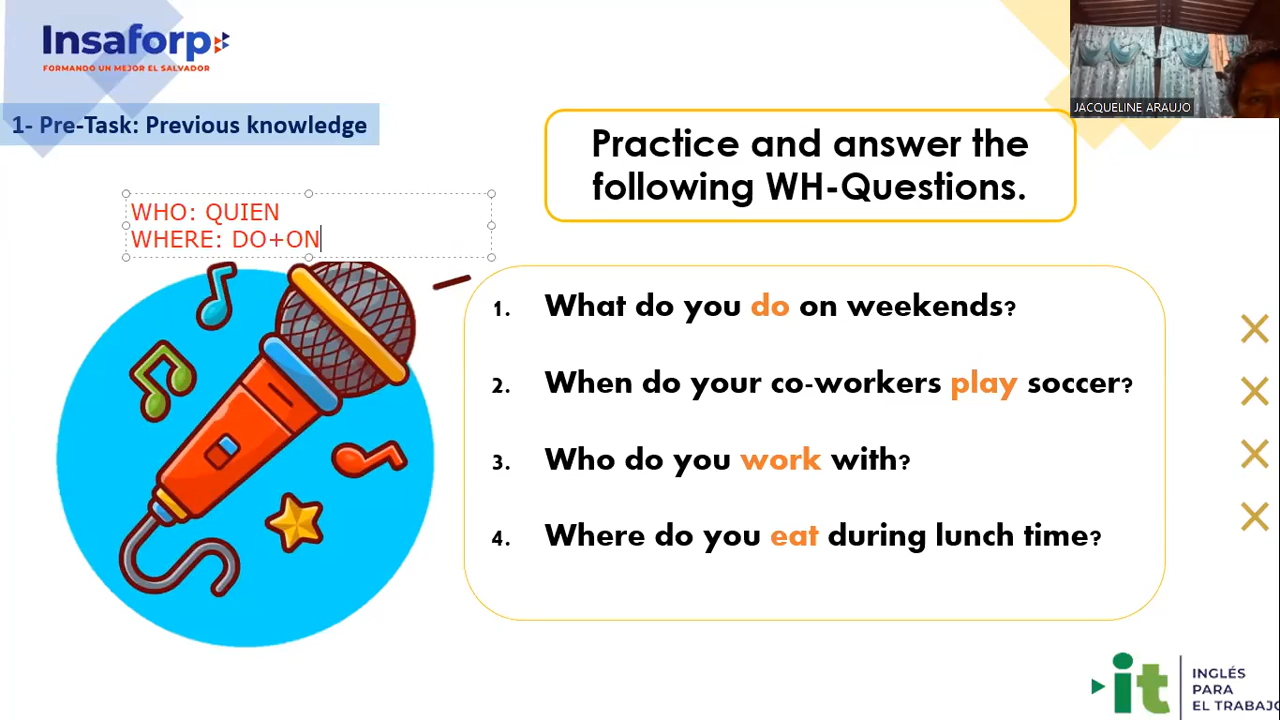 Insaforp
FORMANDO UN MEJOR EL SALVADOR
JACQUELINE ARAUJO
1- Pre-Task: Previous knowledge
Practice and answer the
following WH-Questions.
WHO: QUIEN
WHERE: DO+ON
1. What do you do on weekends?
2. When do your co-workers play soccer?
3. Who do you work with?
4. Where do you eat during lunch time?
it
INGLÉS
PARA
EL TRABAJO